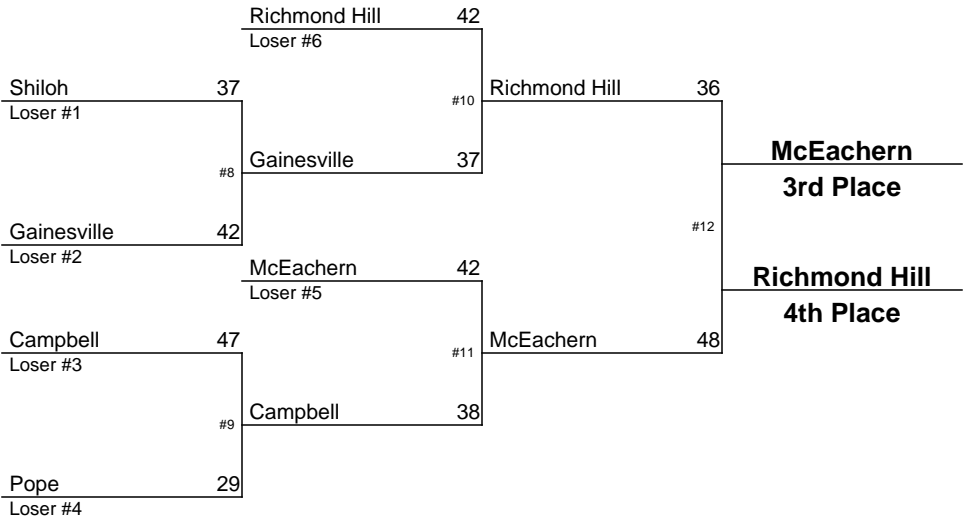 Richmond Hill 42
Loser #6
Shiloh 37
Loser #1
#10
Richmond Hill 36
Gainesville 37
#8
McEachern
3rd Place
Gainesville 42
Loser #2
#12
McEachern 42
Loser #5
Richmond Hill
4th Place
Campbell 47
Loser #3
#11
McEachern 48
Campbell 38
#9
Pope 29
Loser #4